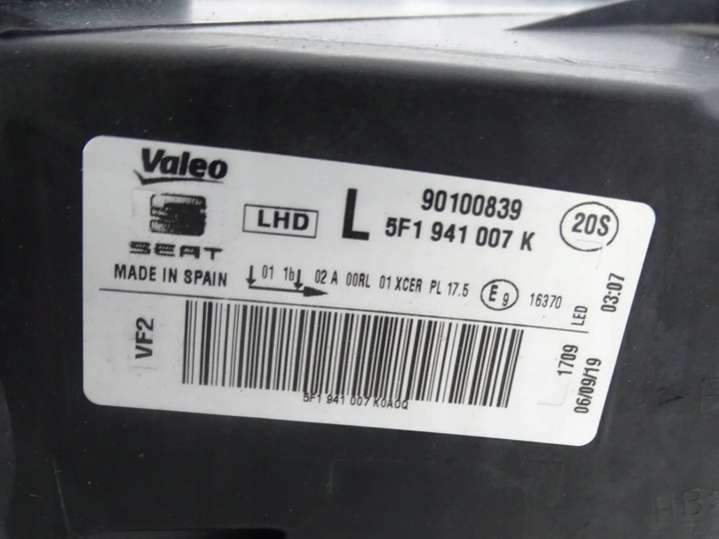 Valeo
SEAT
MADE IN SPAIN
LHD
L
90100839
5F1 941 007 K
20S
01 1b 02 A 00RL 01 XCER PL 17.5 E9 16370
LED
03:07
VF2
1709
06/09/19
5F1 941 007 K0A0Q